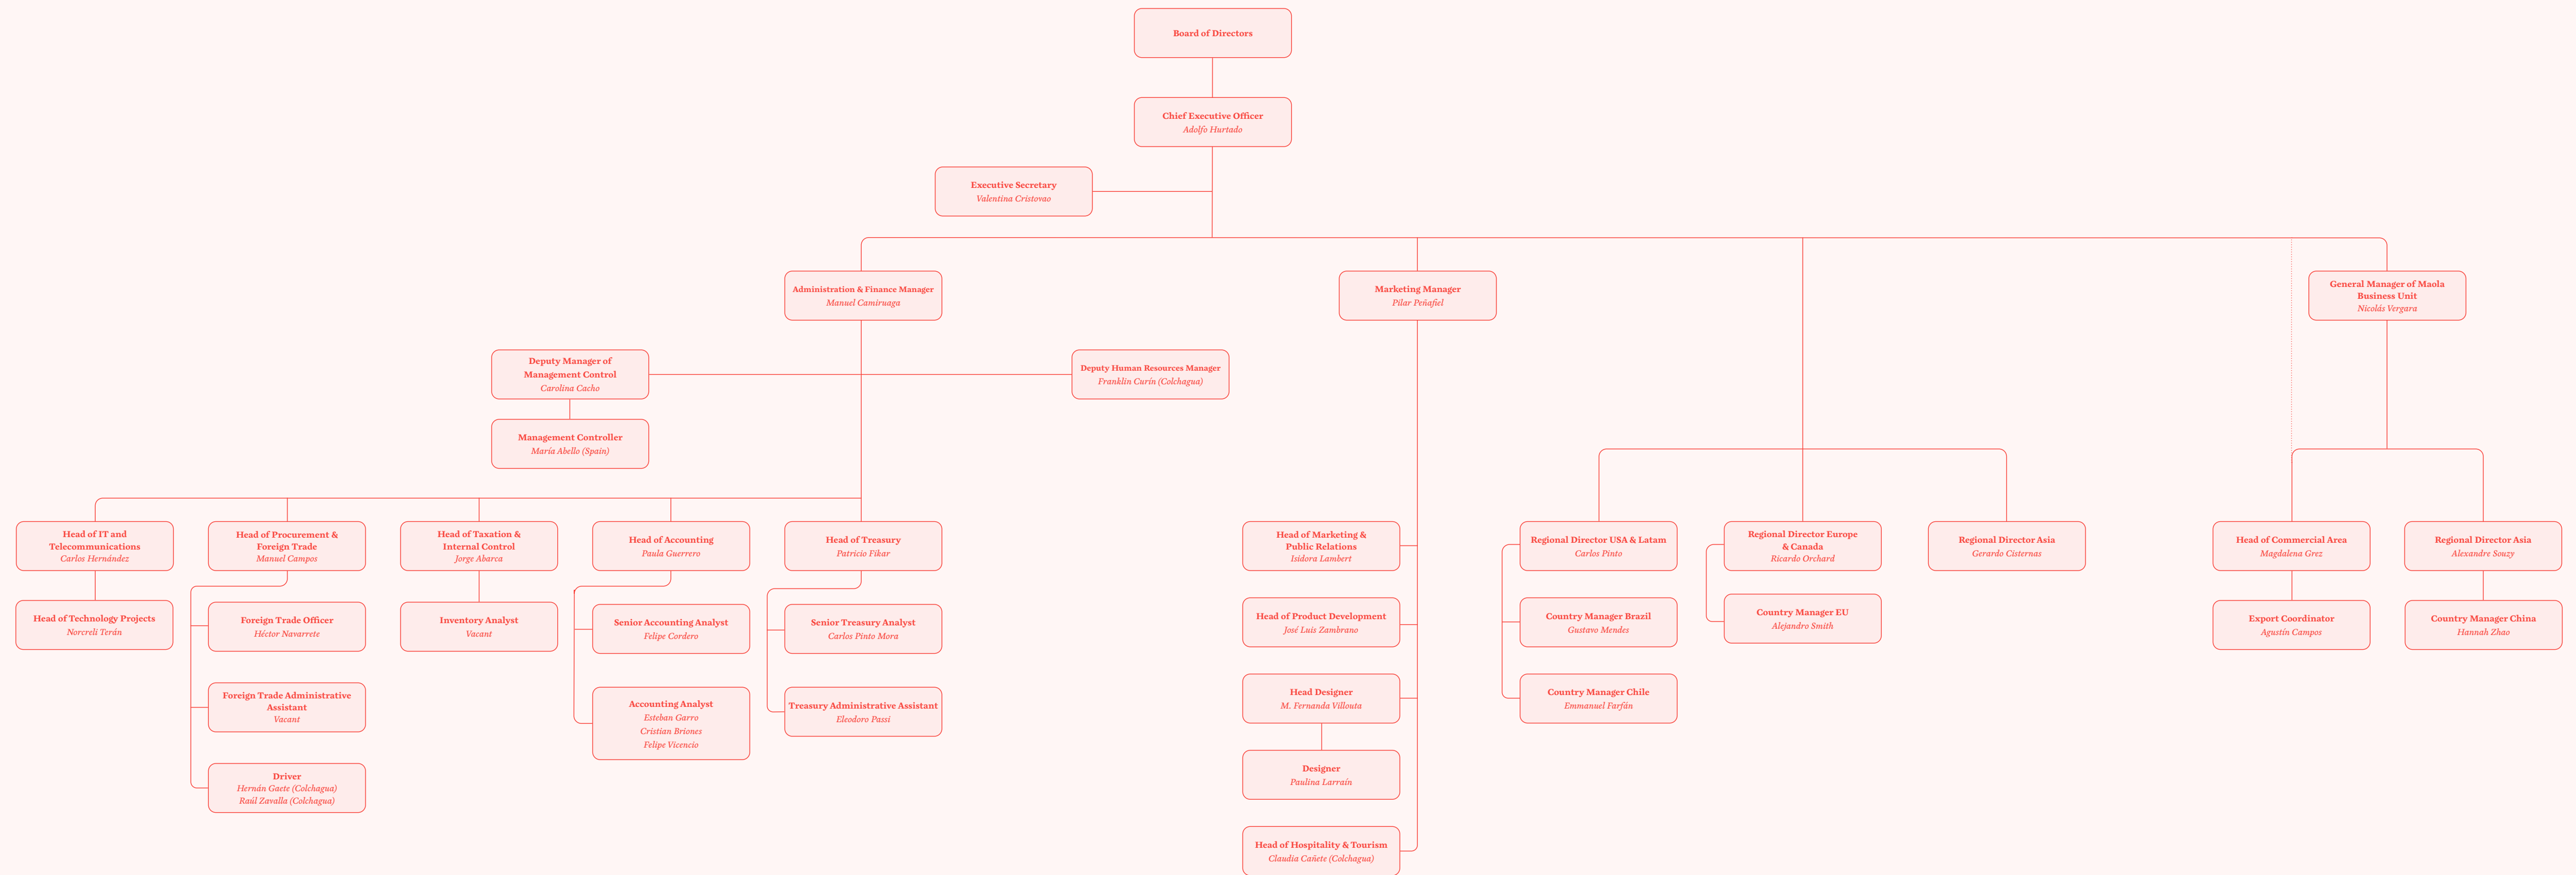 Board of Directors
Chief Executive Officer
Adolfo Hurtado
Executive Secretary
Valentina Cristovao
Administration & Finance Manager
Manuel Camiruaga
Marketing Manager
Pilar Peñafiel
General Manager of Maola
Business Unit
Nicolás Vergara
Deputy Manager of
Management Control
Carolina Cacho
Deputy Human Resources Manager
Franklin Curín (Colchagua)
Management Controller
María Abello (Spain)
Head of IT and
Telecommunications
Carlos Hernández
Head of Technology Projects
Norcreli Terán
Head of Procurement &
Foreign Trade
Manuel Campos
Foreign Trade Officer
Héctor Navarrete
Foreign Trade Administrative
Assistant
Vacant
Driver
Hernán Gaete (Colchagua)
Raúl Zavalla (Colchagua)
Head of Taxation &
Internal Control
Jorge Abarca
Inventory Analyst
Vacant
Head of Accounting
Paula Guerrero
Senior Accounting Analyst
Felipe Cordero
Accounting Analyst
Esteban Garro
Cristian Briones
Felipe Vicencio
Head of Treasury
Patricio Fikar
Senior Treasury Analyst
Carlos Pinto Mora
Treasury Administrative Assistant
Eleodoro Passi
Head of Marketing &
Public Relations
Isidora Lambert
Head of Product Development
José Luis Zambrano
Head Designer
M. Fernanda Villouta
Designer
Paulina Larraín
Head of Hospitality & Tourism
Claudia Cañete (Colchagua)
Regional Director USA & Latam
Carlos Pinto
Country Manager Brazil
Gustavo Mendes
Country Manager Chile
Emmanuel Farfán
Regional Director Europe
& Canada
Ricardo Orchard
Country Manager EU
Alejandro Smith
Regional Director Asia
Gerardo Cisternas
Head of Commercial Area
Magdalena Grez
Export Coordinator
Agustín Campos
Regional Director Asia
Alexandre Souzy
Country Manager China
Hannah Zhao